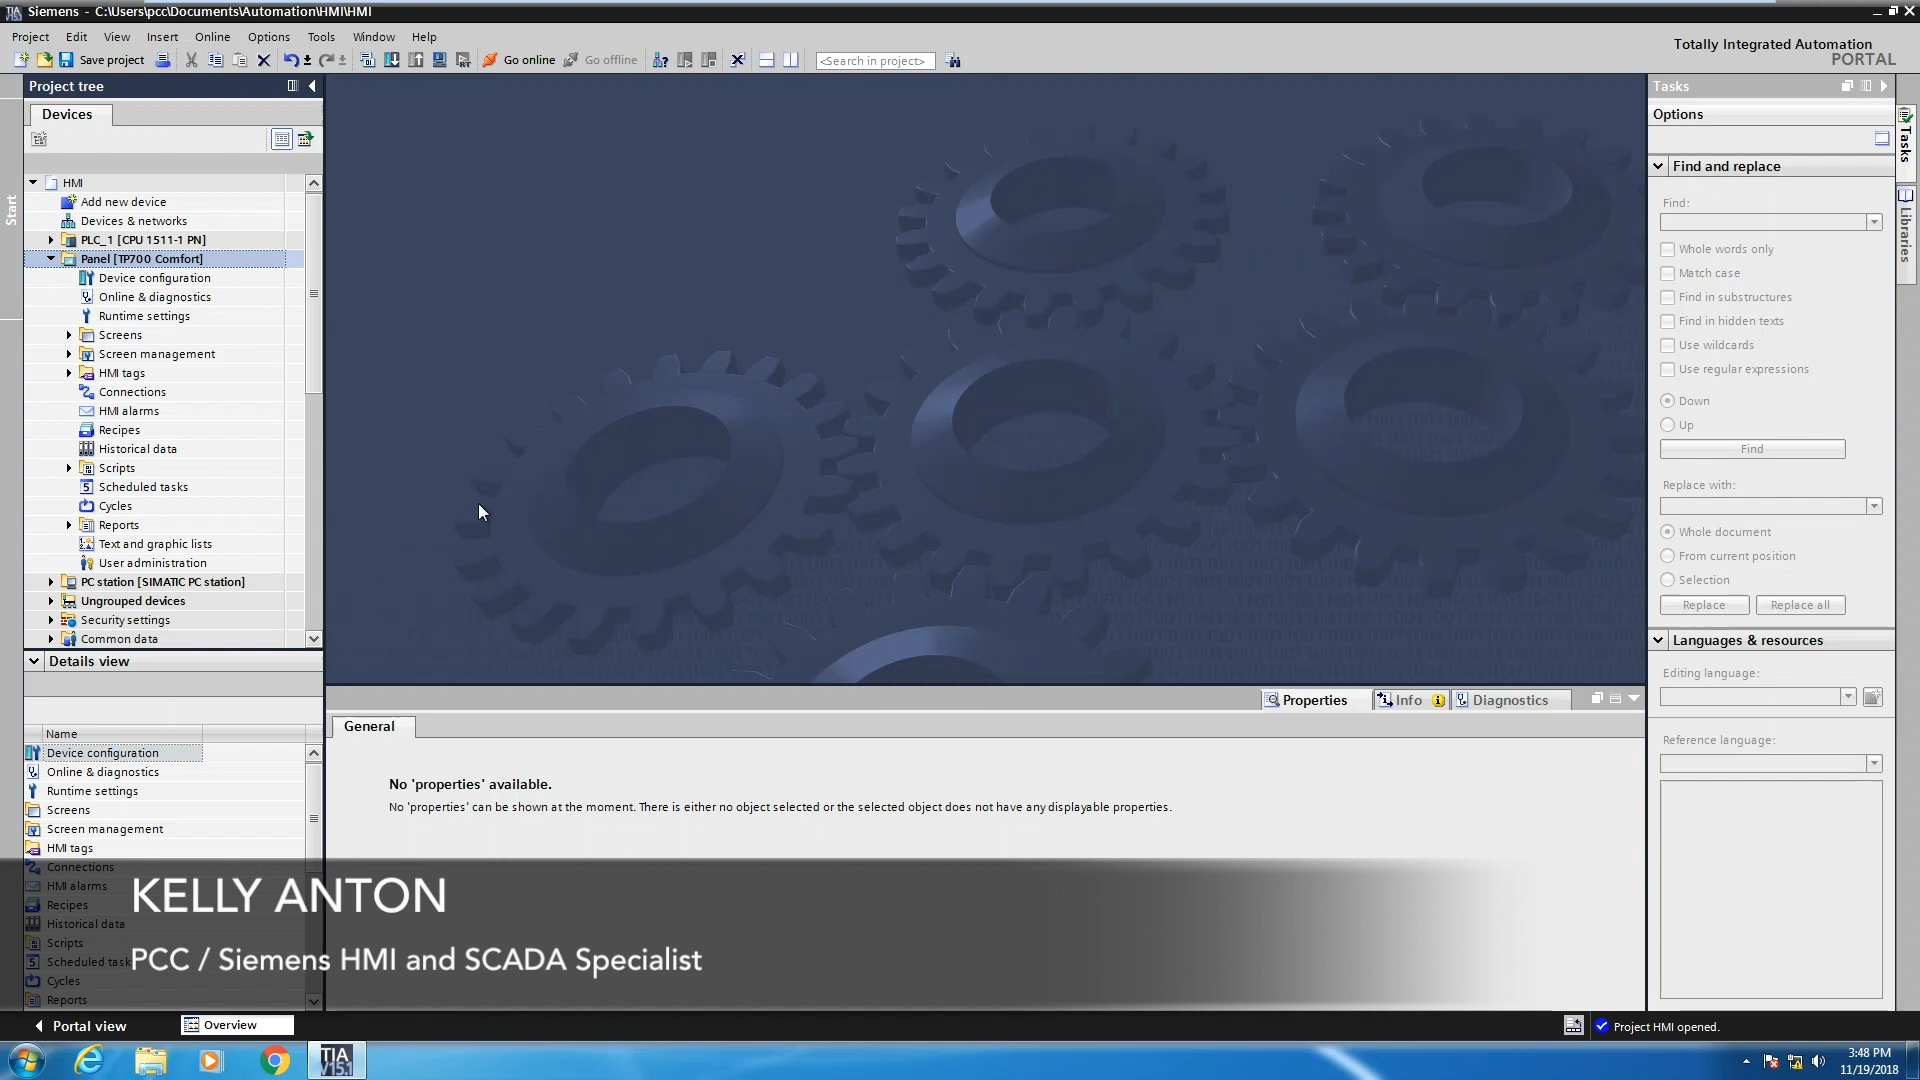 Siemens - C:\Users\pcc\Documents\Automation\HMI\HMI
Project Edit View Insert Online Options Tools Window Help
Totally Integrated Automation
PORTAL
Save project
Go online
Go offline
<Search in project>
Project tree
Devices
Start
HMI
Add new device
Devices & networks
PLC_1 [CPU 1511-1 PN]
Panel [TP700 Comfort]
Device configuration
Online & diagnostics
Runtime settings
Screens
Screen management
HMI tags
Connections
HMI alarms
Recipes
Historical data
Scripts
Scheduled tasks
Cycles
Reports
Text and graphic lists
User administration
PC station [SIMATIC PC station]
Ungrouped devices
Security settings
Common data
Details view
Name
Device configuration
Online & diagnostics
Runtime settings
Screens
Screen management
HMI tags
Connections
HMI alarms
Recipes
Historical data
Scripts
Scheduled task
Cycles
Reports
Properties
Info
Diagnostics
General
No 'properties' available.
No 'properties' can be shown at the moment. There is either no object selected or the selected object does not have any displayable properties.
KELLY ANTON
PCC / Siemens HMI and SCADA Specialist
Tasks
Options
Find and replace
Find:
Whole words only
Match case
Find in substructures
Find in hidden texts
Use wildcards
Use regular expressions
Down
Up
Find
Replace with:
Whole document
From current position
Selection
Replace
Replace all
Languages & resources
Editing language:
Reference language:
Tasks
Libraries
Portal view
Overview
Project HMI opened.
TIA
V15.1
3:48 PM
11/19/2018